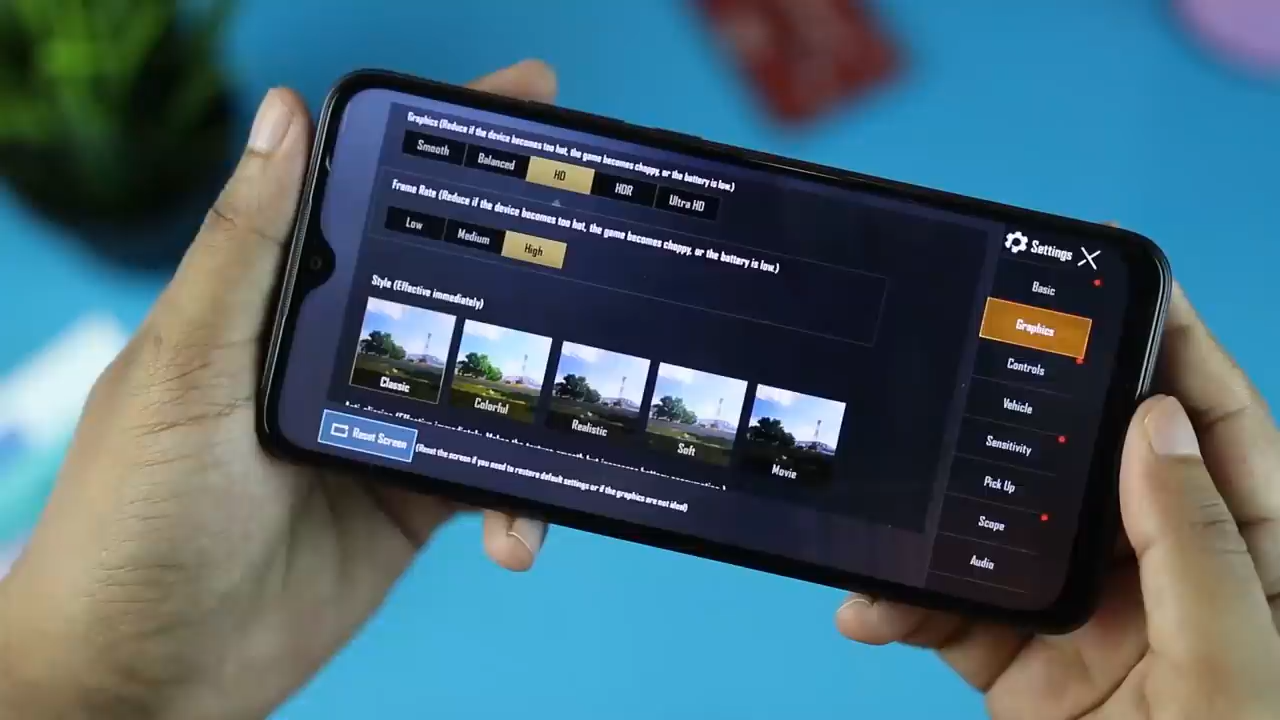 Graphics (Reduce if the device becomes too hot, the game becomes choppy, or the battery is low.)
Smooth Balanced HD HDR Ultra HD
Frame Rate (Reduce if the device becomes too hot, the game becomes choppy, or the battery is low.)
Low Medium High
Style (Effective immediately)
Classic Colorful Realistic Soft Movie
Reset Screen (Reset the screen if you need to restore default settings or if the graphics are not ideal)
Settings
Basic
Graphics
Controls
Vehicle
Sensitivity
Pick Up
Scope
Audio